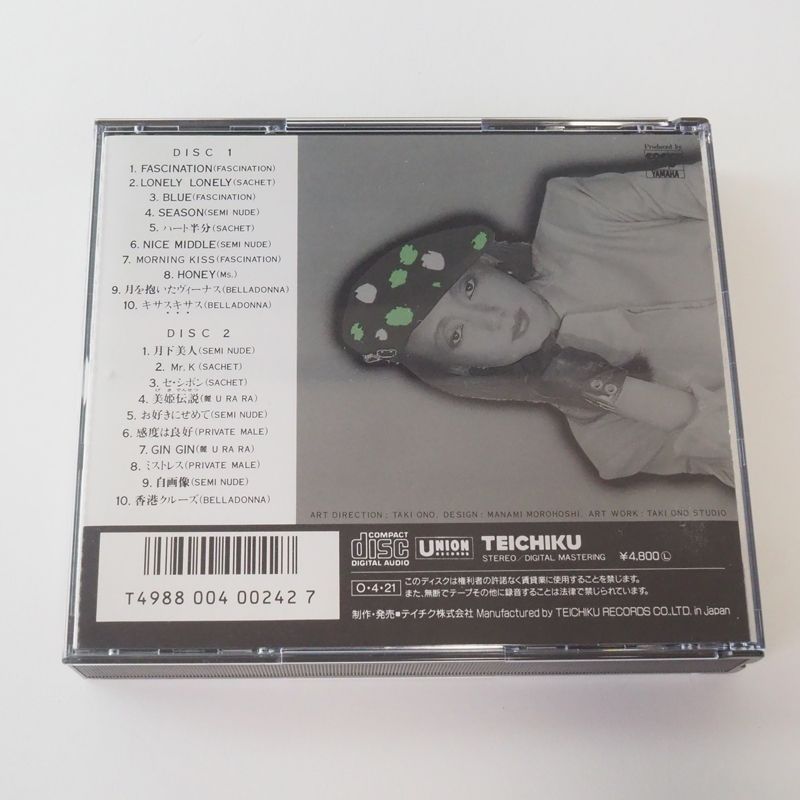 DISC 1
1. FASCINATION(FASCINATION)
2. LONELY LONELY(SACHET)
3. BLUE(FASCINATION)
4. SEASON(SEMI NUDE)
5. ハート半分(SACHET)
6. NICE MIDDLE(SEMI NUDE)
7. MORNING KISS(FASCINATION)
8. HONEY(Ms.)
9. 月を抱いたヴィーナス(BELLADONNA)
10. キサスキサス(BELLADONNA)
DISC 2
1. 月下美人(SEMI NUDE)
2. Mr. K(SACHET)
3. セ・シボン(SACHET)
4. 美姫伝説(麗 U RA RA)
5. お好きにせめて(SEMI NUDE)
6. 感度は良好(PRIVATE MALE)
7. GIN GIN(麗 U RA RA)
8. ミストレス(PRIVATE MALE)
9. 自画像(SEMI NUDE)
10. 香港クルーズ(BELLADONNA)
Produced by
YAMAHA
ART DIRECTION : TAKI ONO, DESIGN : MANAMI MOROHOSHI, ART WORK : TAKI ONO STUDIO
COMPACT
disc
DIGITAL AUDIO
UNION
RECORDS
TEICHIKU
STEREO/DIGITAL MASTERING
¥4,800Ⓛ
O・4・21
このディスクは権利者の許諾なく賃貸業に使用することを禁じます。
また、無断でテープその他に録音することは法律で禁じられています。
制作・発売■テイチク株式会社 Manufactured by TEICHIKU RECORDS CO.,LTD. in Japan
T4988 004 00242 7